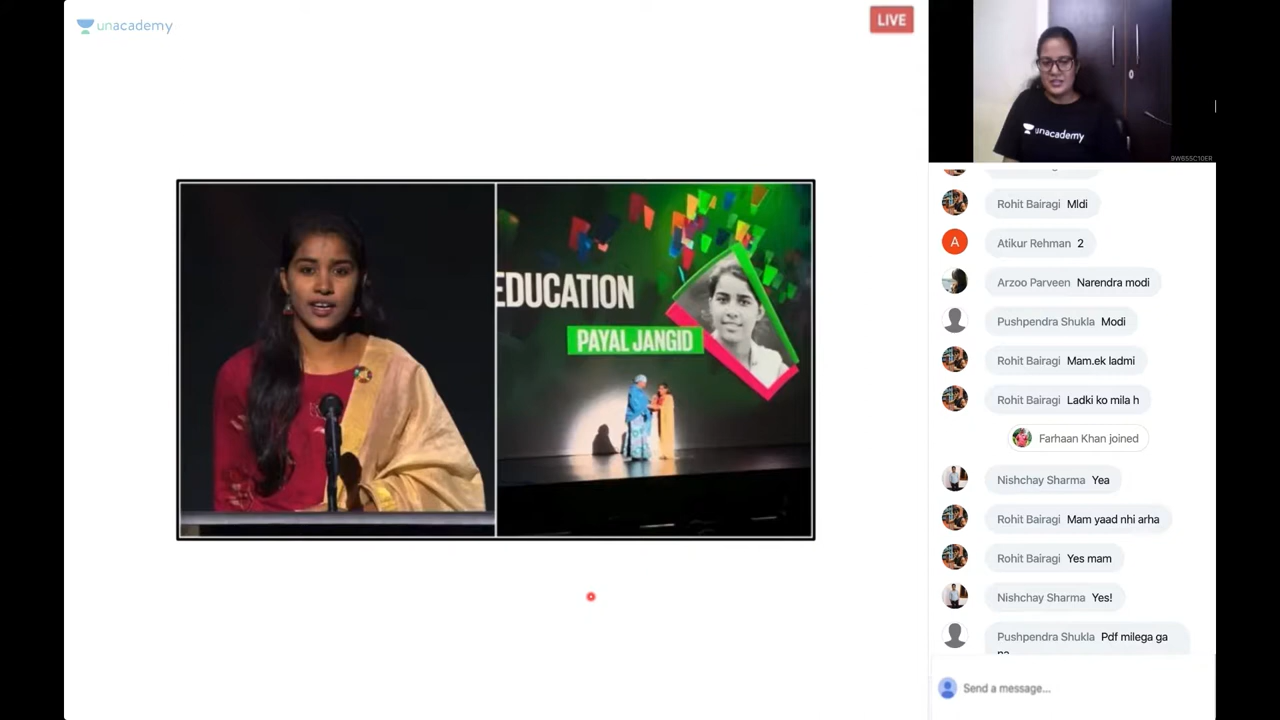 unacademy
LIVE
EDUCATION
PAYAL JANGID
unacademy
9W855C10ER
Rohit Bairagi MIdi
Atikur Rehman 2
Arzoo Parveen Narendra modi
Pushpendra Shukla Modi
Rohit Bairagi Mam.ek ladmi
Rohit Bairagi Ladki ko mila h
Farhaan Khan joined
Nishchay Sharma Yea
Rohit Bairagi Mam yaad nhi arha
Rohit Bairagi Yes mam
Nishchay Sharma Yes!
Pushpendra Shukla Pdf milega ga
na
Send a message...